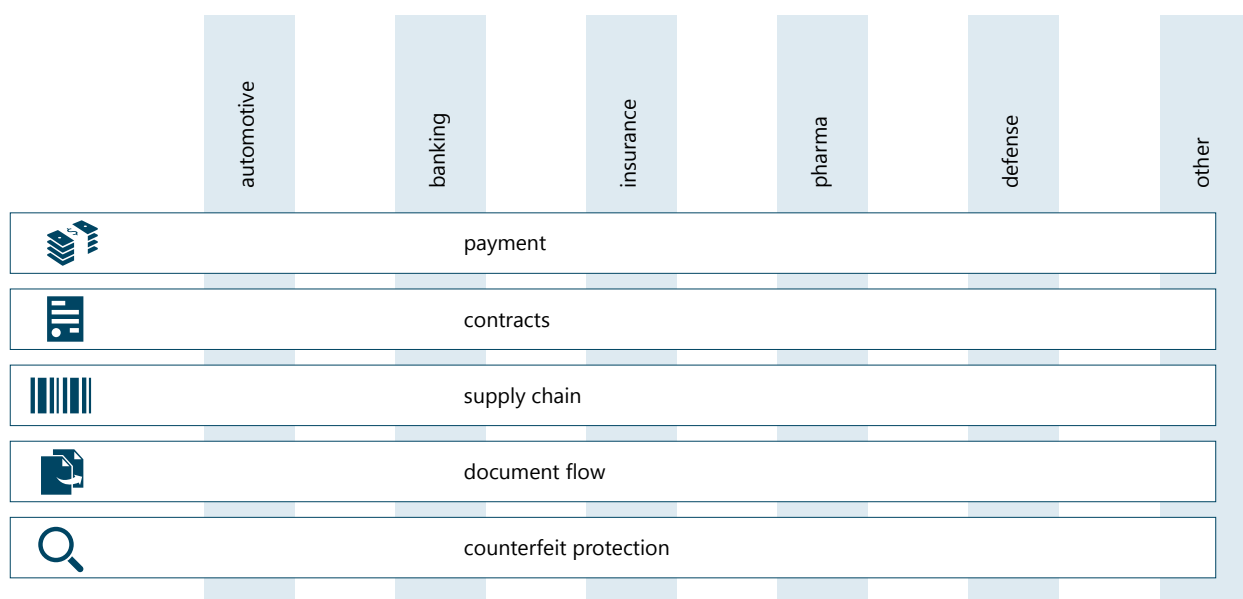 automotive
banking
insurance
pharma
defense
other
payment
contracts
supply chain
document flow
counterfeit protection